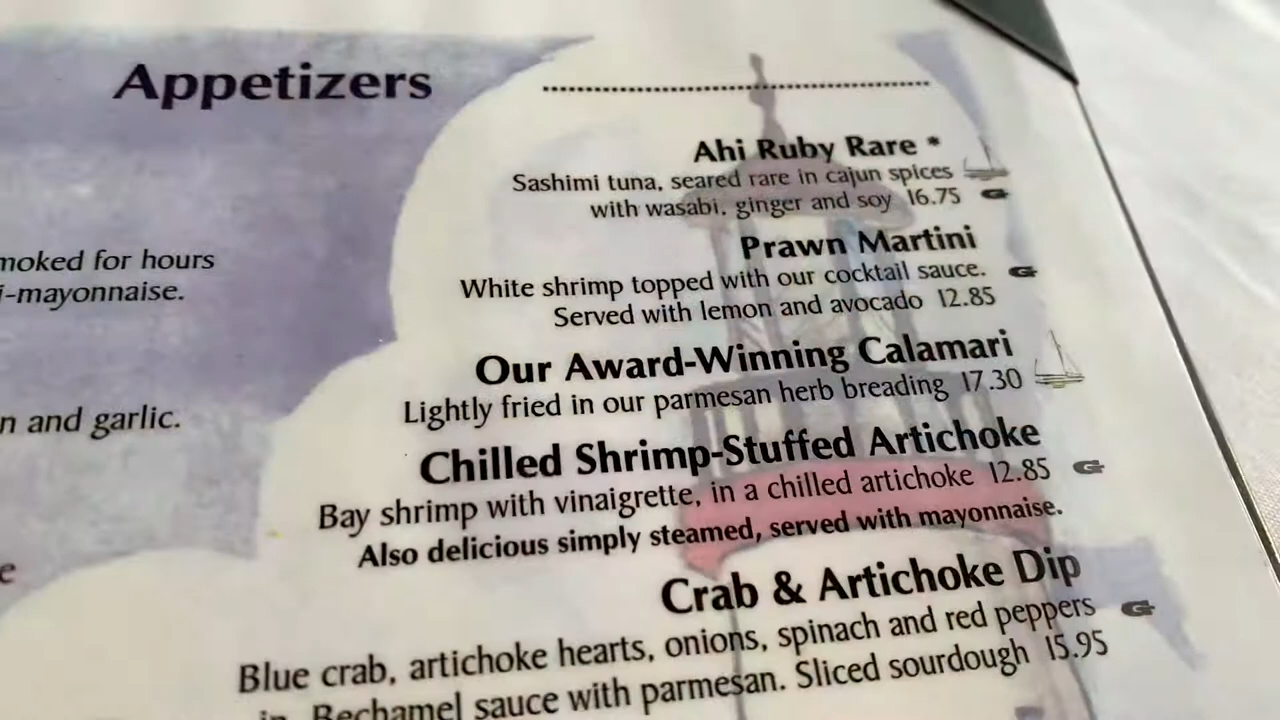 Appetizers
moked for hours
i-mayonnaise.
n and garlic.
e
Ahi Ruby Rare *
Sashimi tuna, seared rare in cajun spices
with wasabi, ginger and soy 16.75 G
Prawn Martini
White shrimp topped with our cocktail sauce. G
Served with lemon and avocado 12.85
Our Award-Winning Calamari
Lightly fried in our parmesan herb breading 17.30
Chilled Shrimp-Stuffed Artichoke
Bay shrimp with vinaigrette, in a chilled artichoke 12.85 G
Also delicious simply steamed, served with mayonnaise.
Crab & Artichoke Dip
Blue crab, artichoke hearts, onions, spinach and red peppers G
in Bechamel sauce with parmesan. Sliced sourdough 15.95